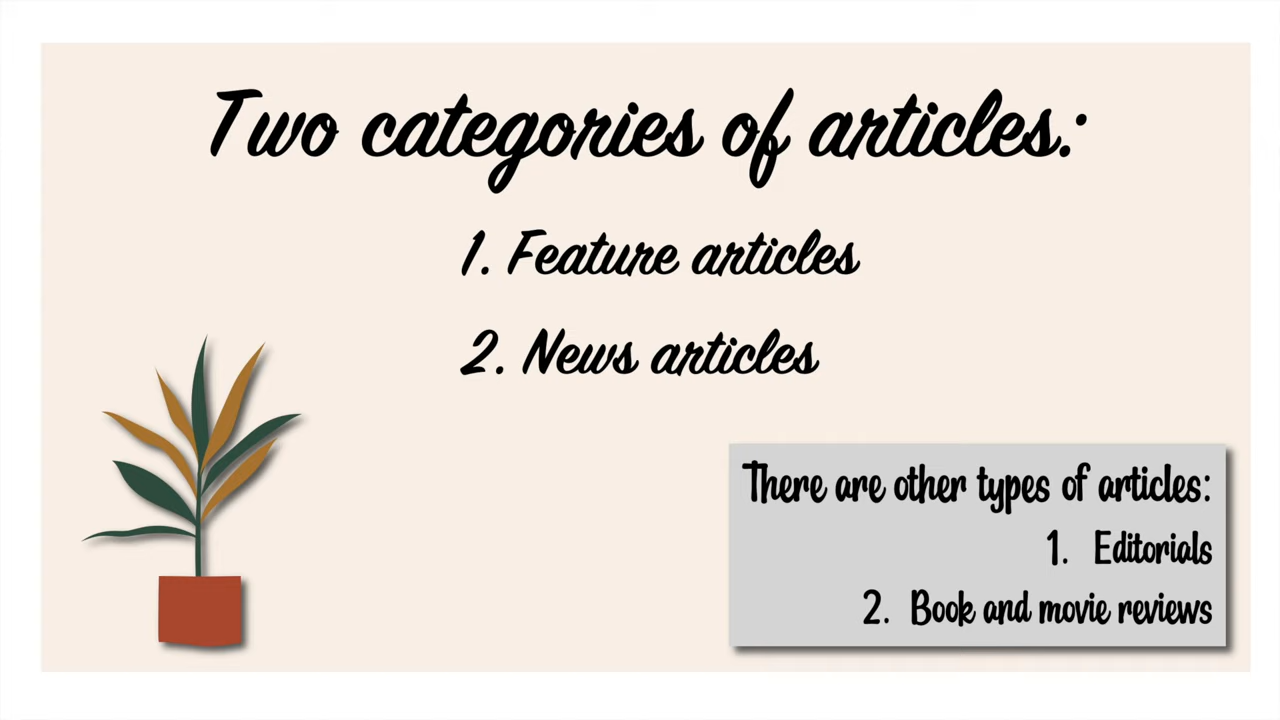 Two categories of articles:
1. Feature articles
2. News articles
There are other types of articles:
1. Editorials
2. Book and movie reviews